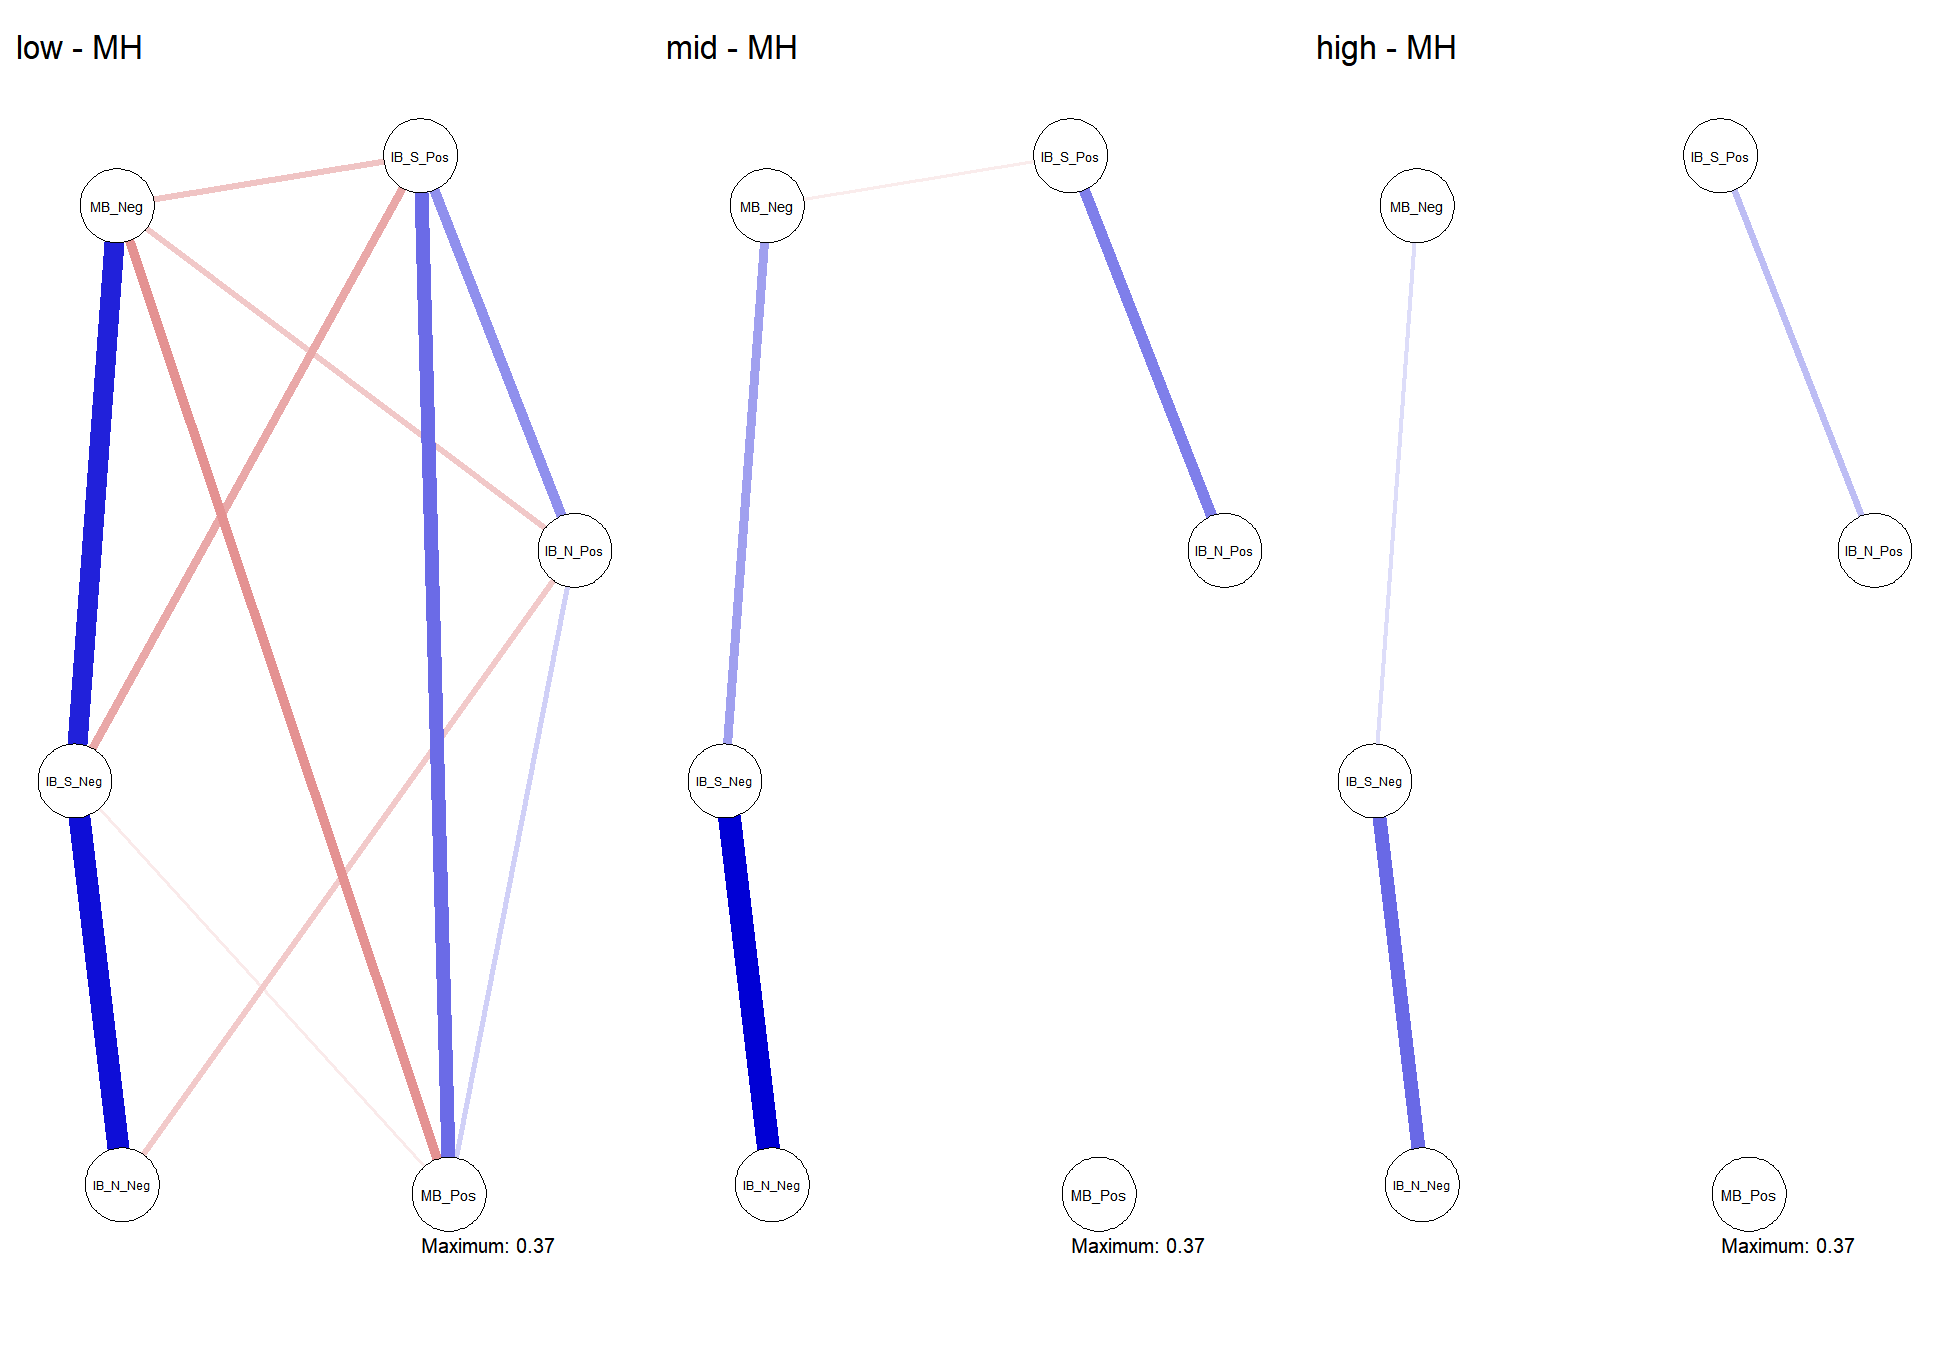 low - MH
IB_S_Pos
MB_Neg
IB_N_Pos
IB_S_Neg
IB_N_Neg
MB_Pos
Maximum: 0.37
mid - MH
IB_S_Pos
MB_Neg
IB_N_Pos
IB_S_Neg
IB_N_Neg
MB_Pos
Maximum: 0.37
high - MH
IB_S_Pos
MB_Neg
IB_N_Pos
IB_S_Neg
IB_N_Neg
MB_Pos
Maximum: 0.37